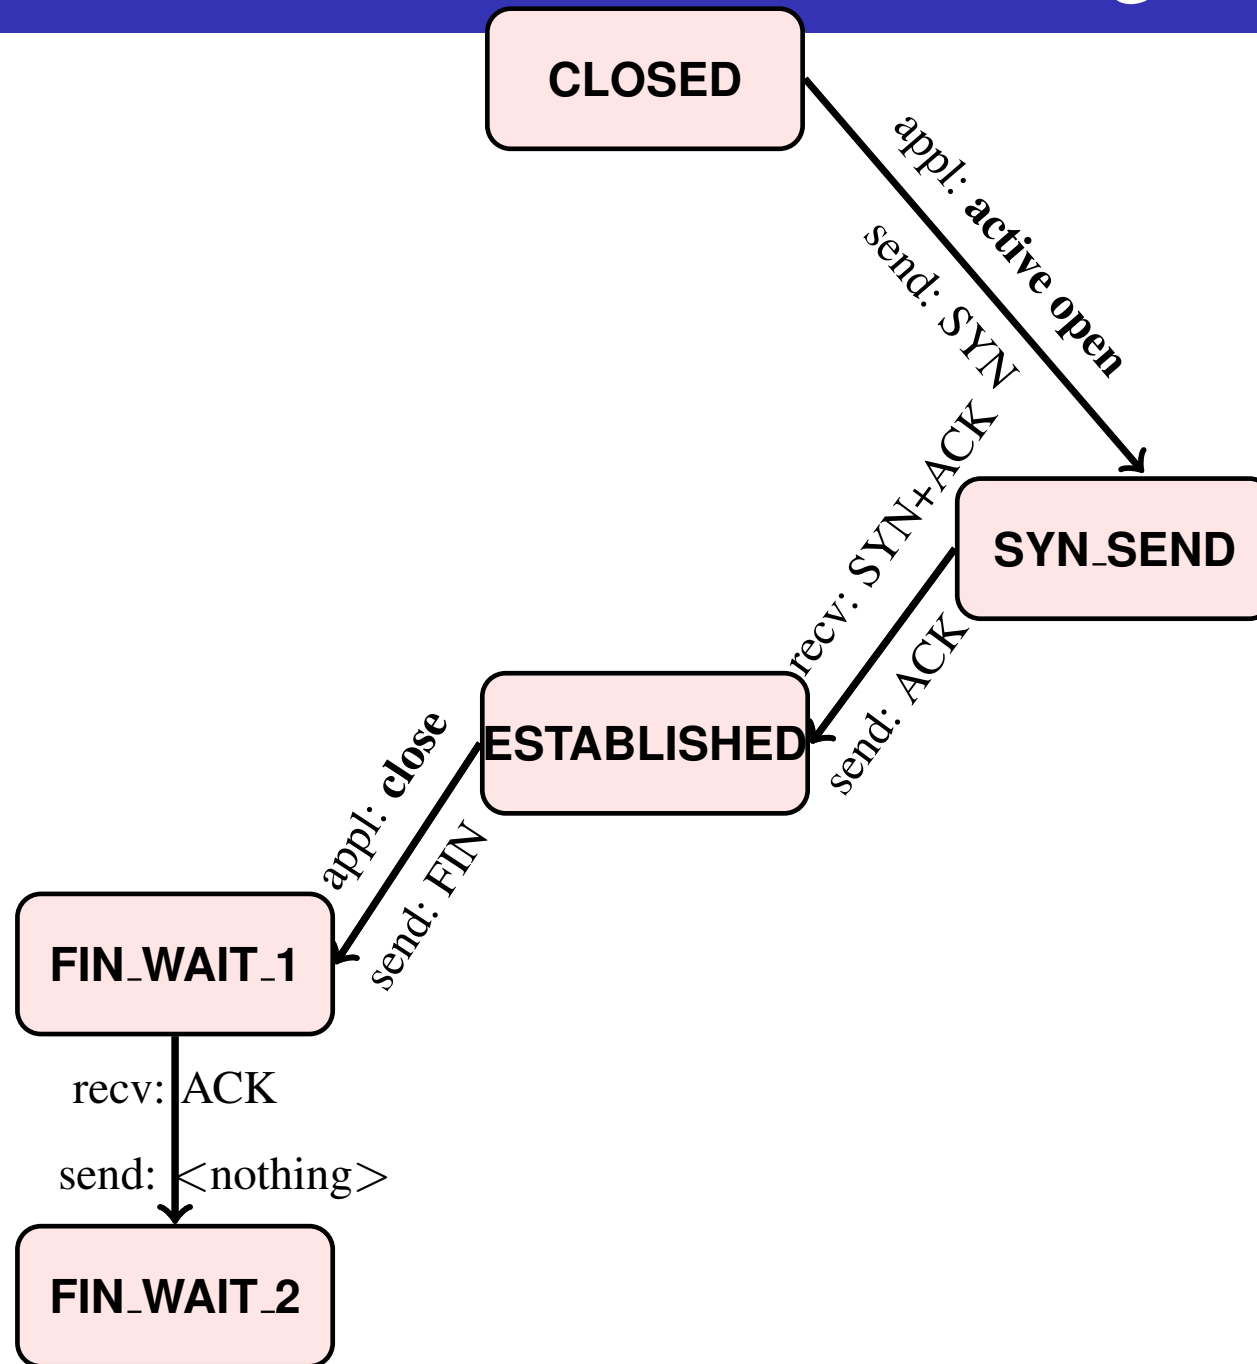 CLOSED
appl: active open
send: SYN
recv: SYN+ACK
SYN_SEND
send: ACK
ESTABLISHED
appl: close
send: FIN
FIN_WAIT_1
recv: ACK
send: <nothing>
FIN_WAIT_2